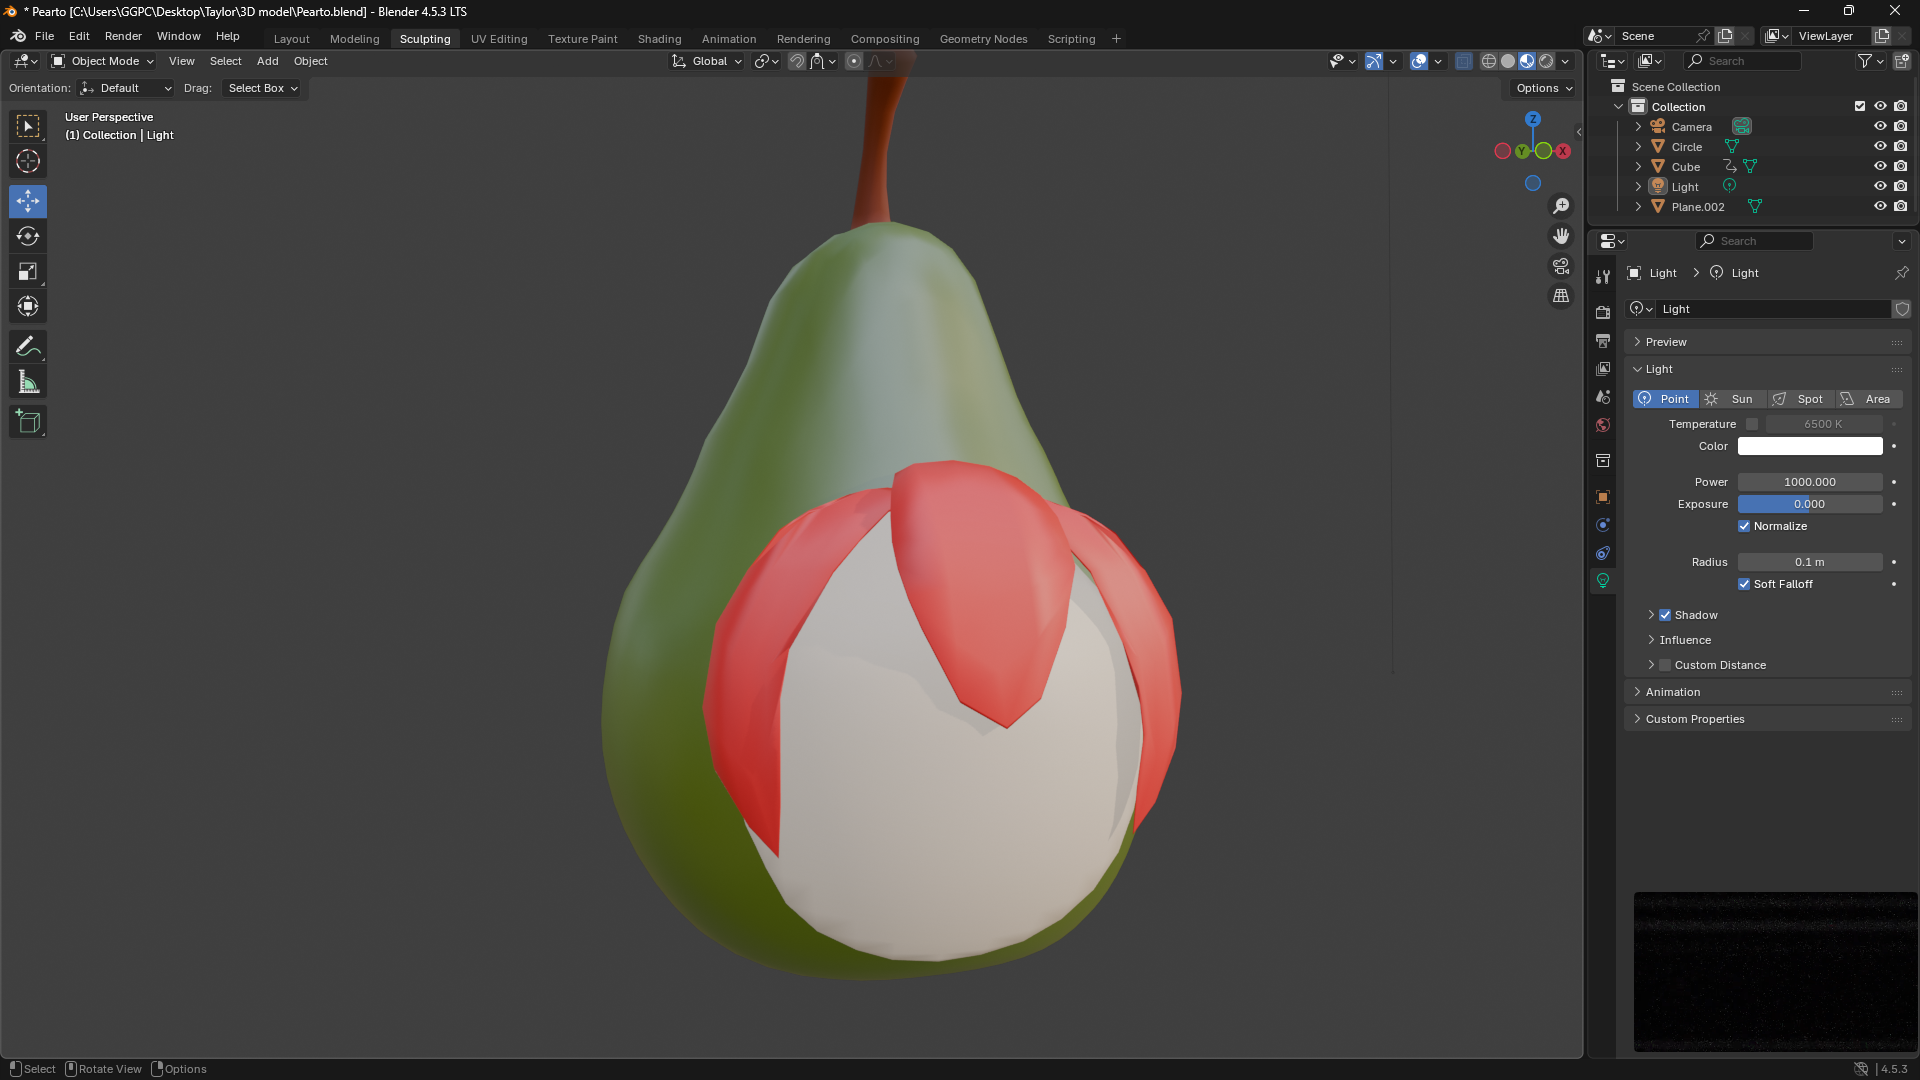 * Pearto [C:\Users\GGPC\Desktop\Taylor\3D model\Pearto.blend] - Blender 4.5.3 LTS
File Edit Render Window Help Layout Modeling Sculpting UV Editing Texture Paint Shading Animation Rendering Compositing Geometry Nodes Scripting + Scene ViewLayer
Object Mode View Select Add Object Global Search
Orientation: Default Drag: Select Box Options
Scene Collection
Collection
Camera
Circle
Cube
Light
Plane.002
User Perspective
(1) Collection | Light
Z
Y X
Search
Light > Light
Light
Preview
Light
Point Sun Spot Area
Temperature 6500 K
Color
Power 1000.000
Exposure 0.000
Normalize
Radius 0.1 m
Soft Falloff
Shadow
Influence
Custom Distance
Animation
Custom Properties
Select Rotate View Options 4.5.3